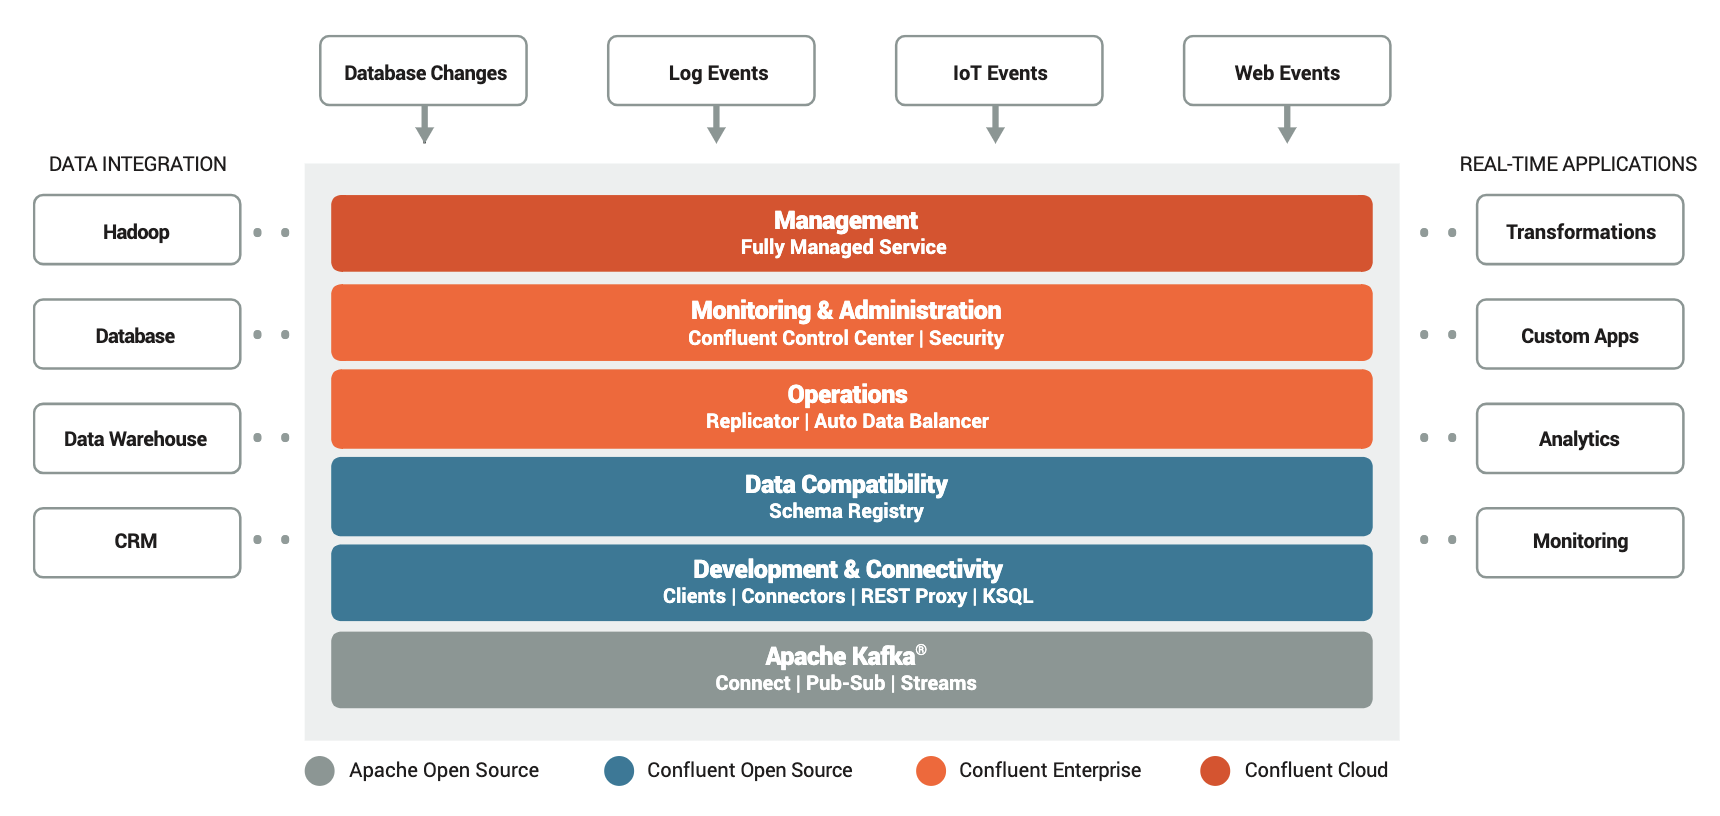 Database Changes
Log Events
IoT Events
Web Events
DATA INTEGRATION
Hadoop
Database
Data Warehouse
CRM
Management
Fully Managed Service
Monitoring & Administration
Confluent Control Center | Security
Operations
Replicator | Auto Data Balancer
Data Compatibility
Schema Registry
Development & Connectivity
Clients | Connectors | REST Proxy | KSQL
Apache Kafka®
Connect | Pub-Sub | Streams
REAL-TIME APPLICATIONS
Transformations
Custom Apps
Analytics
Monitoring
Apache Open Source
Confluent Open Source
Confluent Enterprise
Confluent Cloud